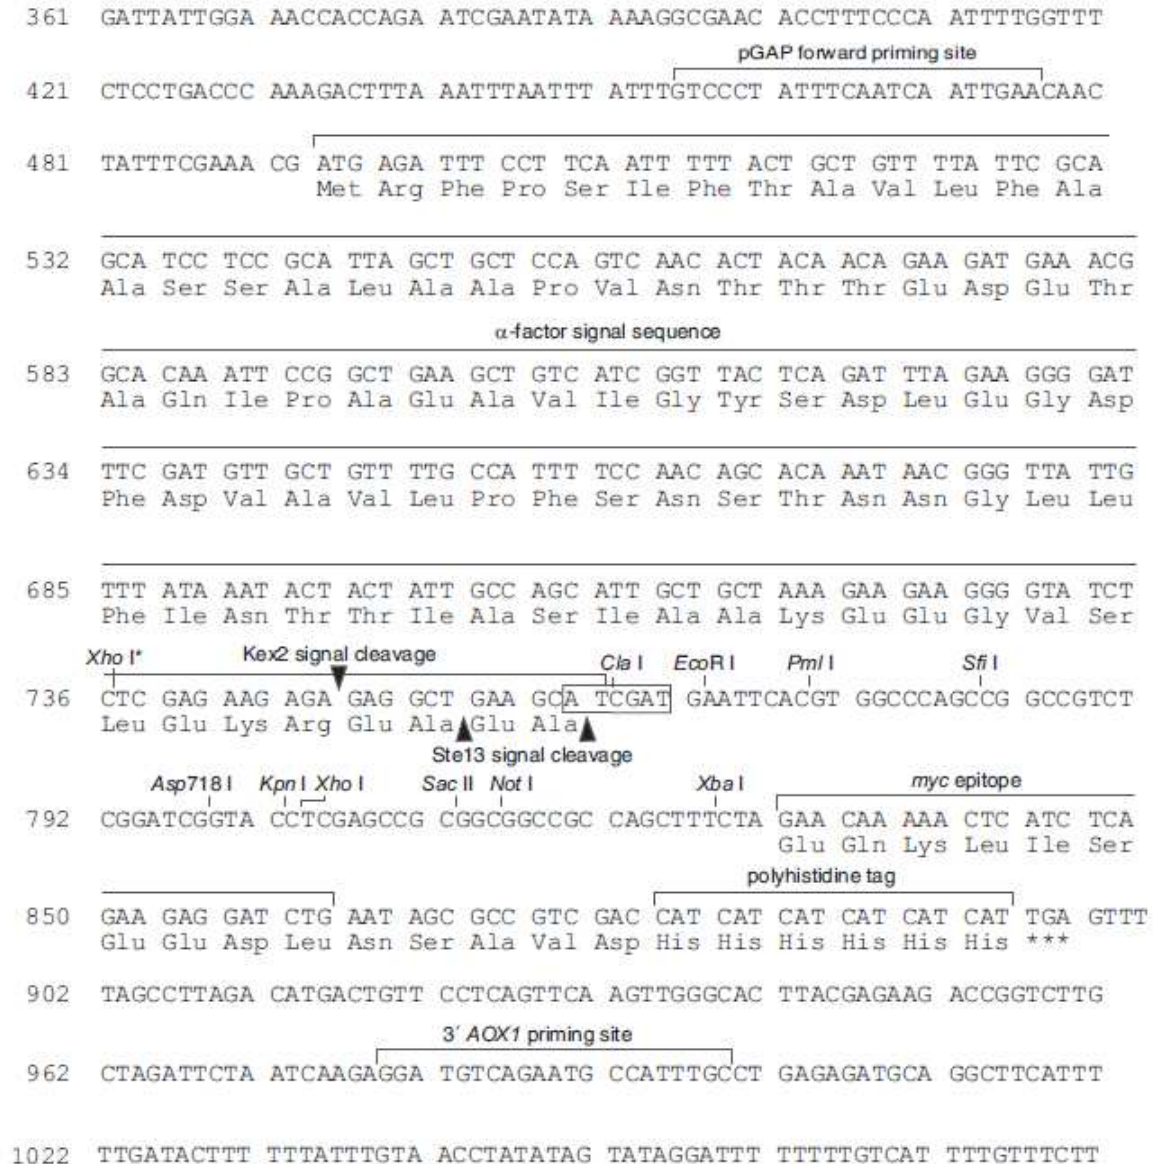 361 GATTATTGGA AACCACCAGA ATCGAATATA AAAGGCGAAC ACCTTTCCCA ATTTTGGTTT
pGAP forward priming site
421 CTCCTGACCC AAAGACTTTA AATTTAATTT ATTTGTCCCT ATTTCAATCA ATTGAACAAC
481 TATTTCGAAA CG ATG AGA TTT CCT TCA ATT TTT ACT GCT GTT TTA TTC GCA
Met Arg Phe Pro Ser Ile Phe Thr Ala Val Leu Phe Ala
532 GCA TCC TCC GCA TTA GCT GCT CCA GTC AAC ACT ACA ACA GAA GAT GAA ACG
Ala Ser Ser Ala Leu Ala Ala Pro Val Asn Thr Thr Thr Glu Asp Glu Thr
α-factor signal sequence
583 GCA CAA ATT CCG GCT GAA GCT GTC ATC GGT TAC TCA GAT TTA GAA GGG GAT
Ala Gln Ile Pro Ala Glu Ala Val Ile Gly Tyr Ser Asp Leu Glu Gly Asp
634 TTC GAT GTT GCT GTT TTG CCA TTT TCC AAC AGC ACA AAT AAC GGG TTA TTG
Phe Asp Val Ala Val Leu Pro Phe Ser Asn Ser Thr Asn Asn Gly Leu Leu
685 TTT ATA AAT ACT ACT ATT GCC AGC ATT GCT GCT AAA GAA GAA GGG GTA TCT
Phe Ile Asn Thr Thr Ile Ala Ser Ile Ala Ala Lys Glu Glu Gly Val Ser
Xho I* Kex2 signal cleavage Cla I EcoR I Pml I Sfi I
736 CTC GAG AAG AGA GAG GCT GAA GCA TCGAT GAATTCACGT GGCCCAGCCG GCCGTCT
Leu Glu Lys Arg Glu Ala Glu Ala
Ste13 signal cleavage
Asp718 I Kpn I Xho I Sac II Not I Xba I myc epitope
792 CGGATCGGTA CCTCGAGCCG CGGCGGCCGC CAGCTTTCTA GAA CAA AAA CTC ATC TCA
Glu Gln Lys Leu Ile Ser
polyhistidine tag
850 GAA GAG GAT CTG AAT AGC GCC GTC GAC CAT CAT CAT CAT CAT CAT TGA GTTT
Glu Glu Asp Leu Asn Ser Ala Val Asp His His His His His His ***
902 TAGCCTTAGA CATGACTGTT CCTCAGTTCA AGTTGGGCAC TTACGAGAAG ACCGGTCTTG
3´ AOX1 priming site
962 CTAGATTCTA ATCAAGAGGA TGTCAGAATG CCATTTGCCT GAGAGATGCA GGCTTCATTT
1022 TTGATACTTT TTTATTTGTA ACCTATATAG TATAGGATTT TTTTTGTCAT TTTGTTTCTT